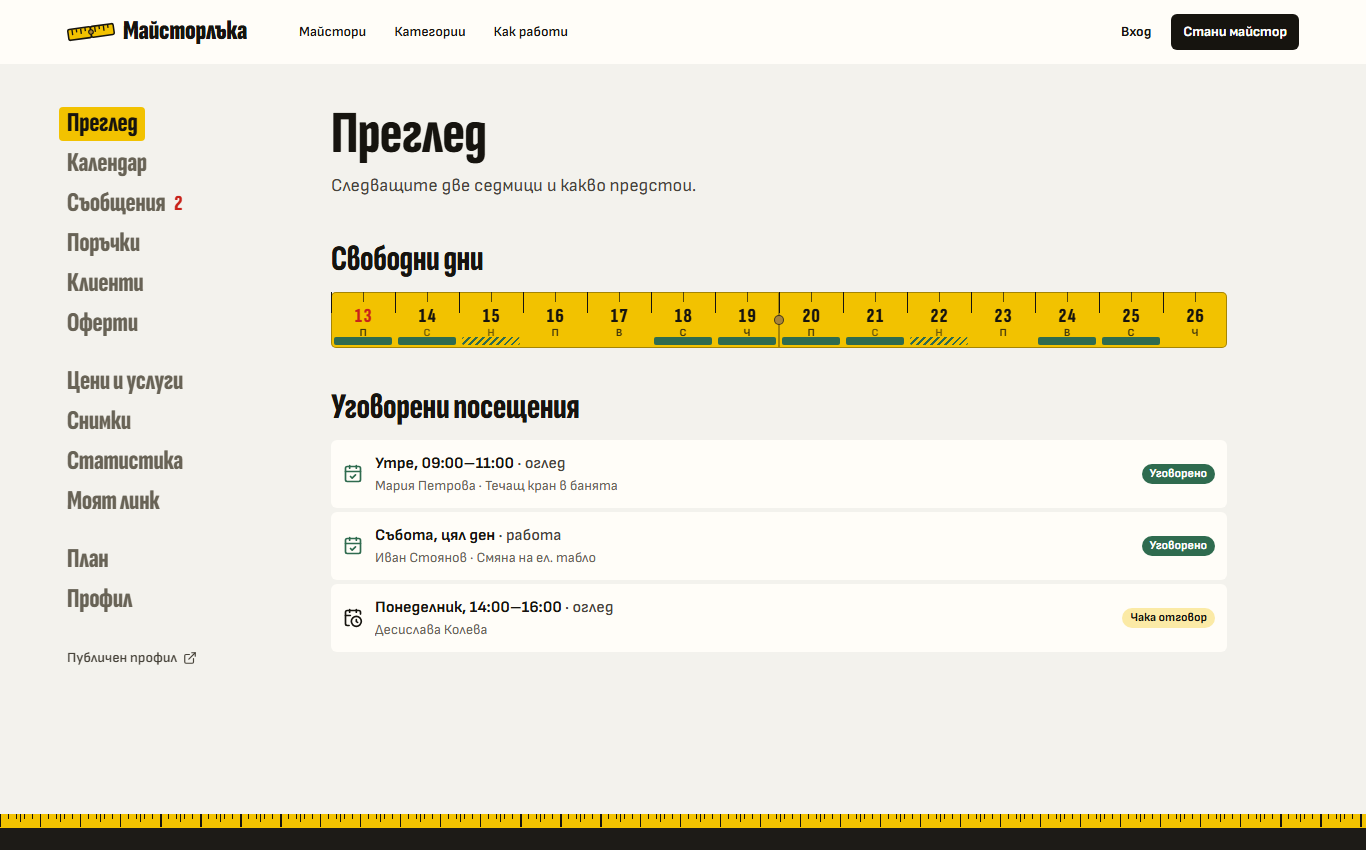 Майсторлъка
Майстори
Категории
Как работи
Вход
Стани майстор
Преглед
Календар
Съобщения 2
Поръчки
Клиенти
Оферти
Цени и услуги
Снимки
Статистика
Моят линк
План
Профил
Публичен профил
Преглед
Следващите две седмици и какво предстои.
Свободни дни
13 14 15 16 17 18 19 20 21 22 23 24 25 26
П С Н П В С Ч П С Н П В С Ч
Уговорени посещения
Утре, 09:00–11:00 · оглед
Мария Петрова · Течащ кран в банята
Уговорено
Събота, цял ден · работа
Иван Стоянов · Смяна на ел. табло
Уговорено
Понеделник, 14:00–16:00 · оглед
Десислава Колева
Чака отговор